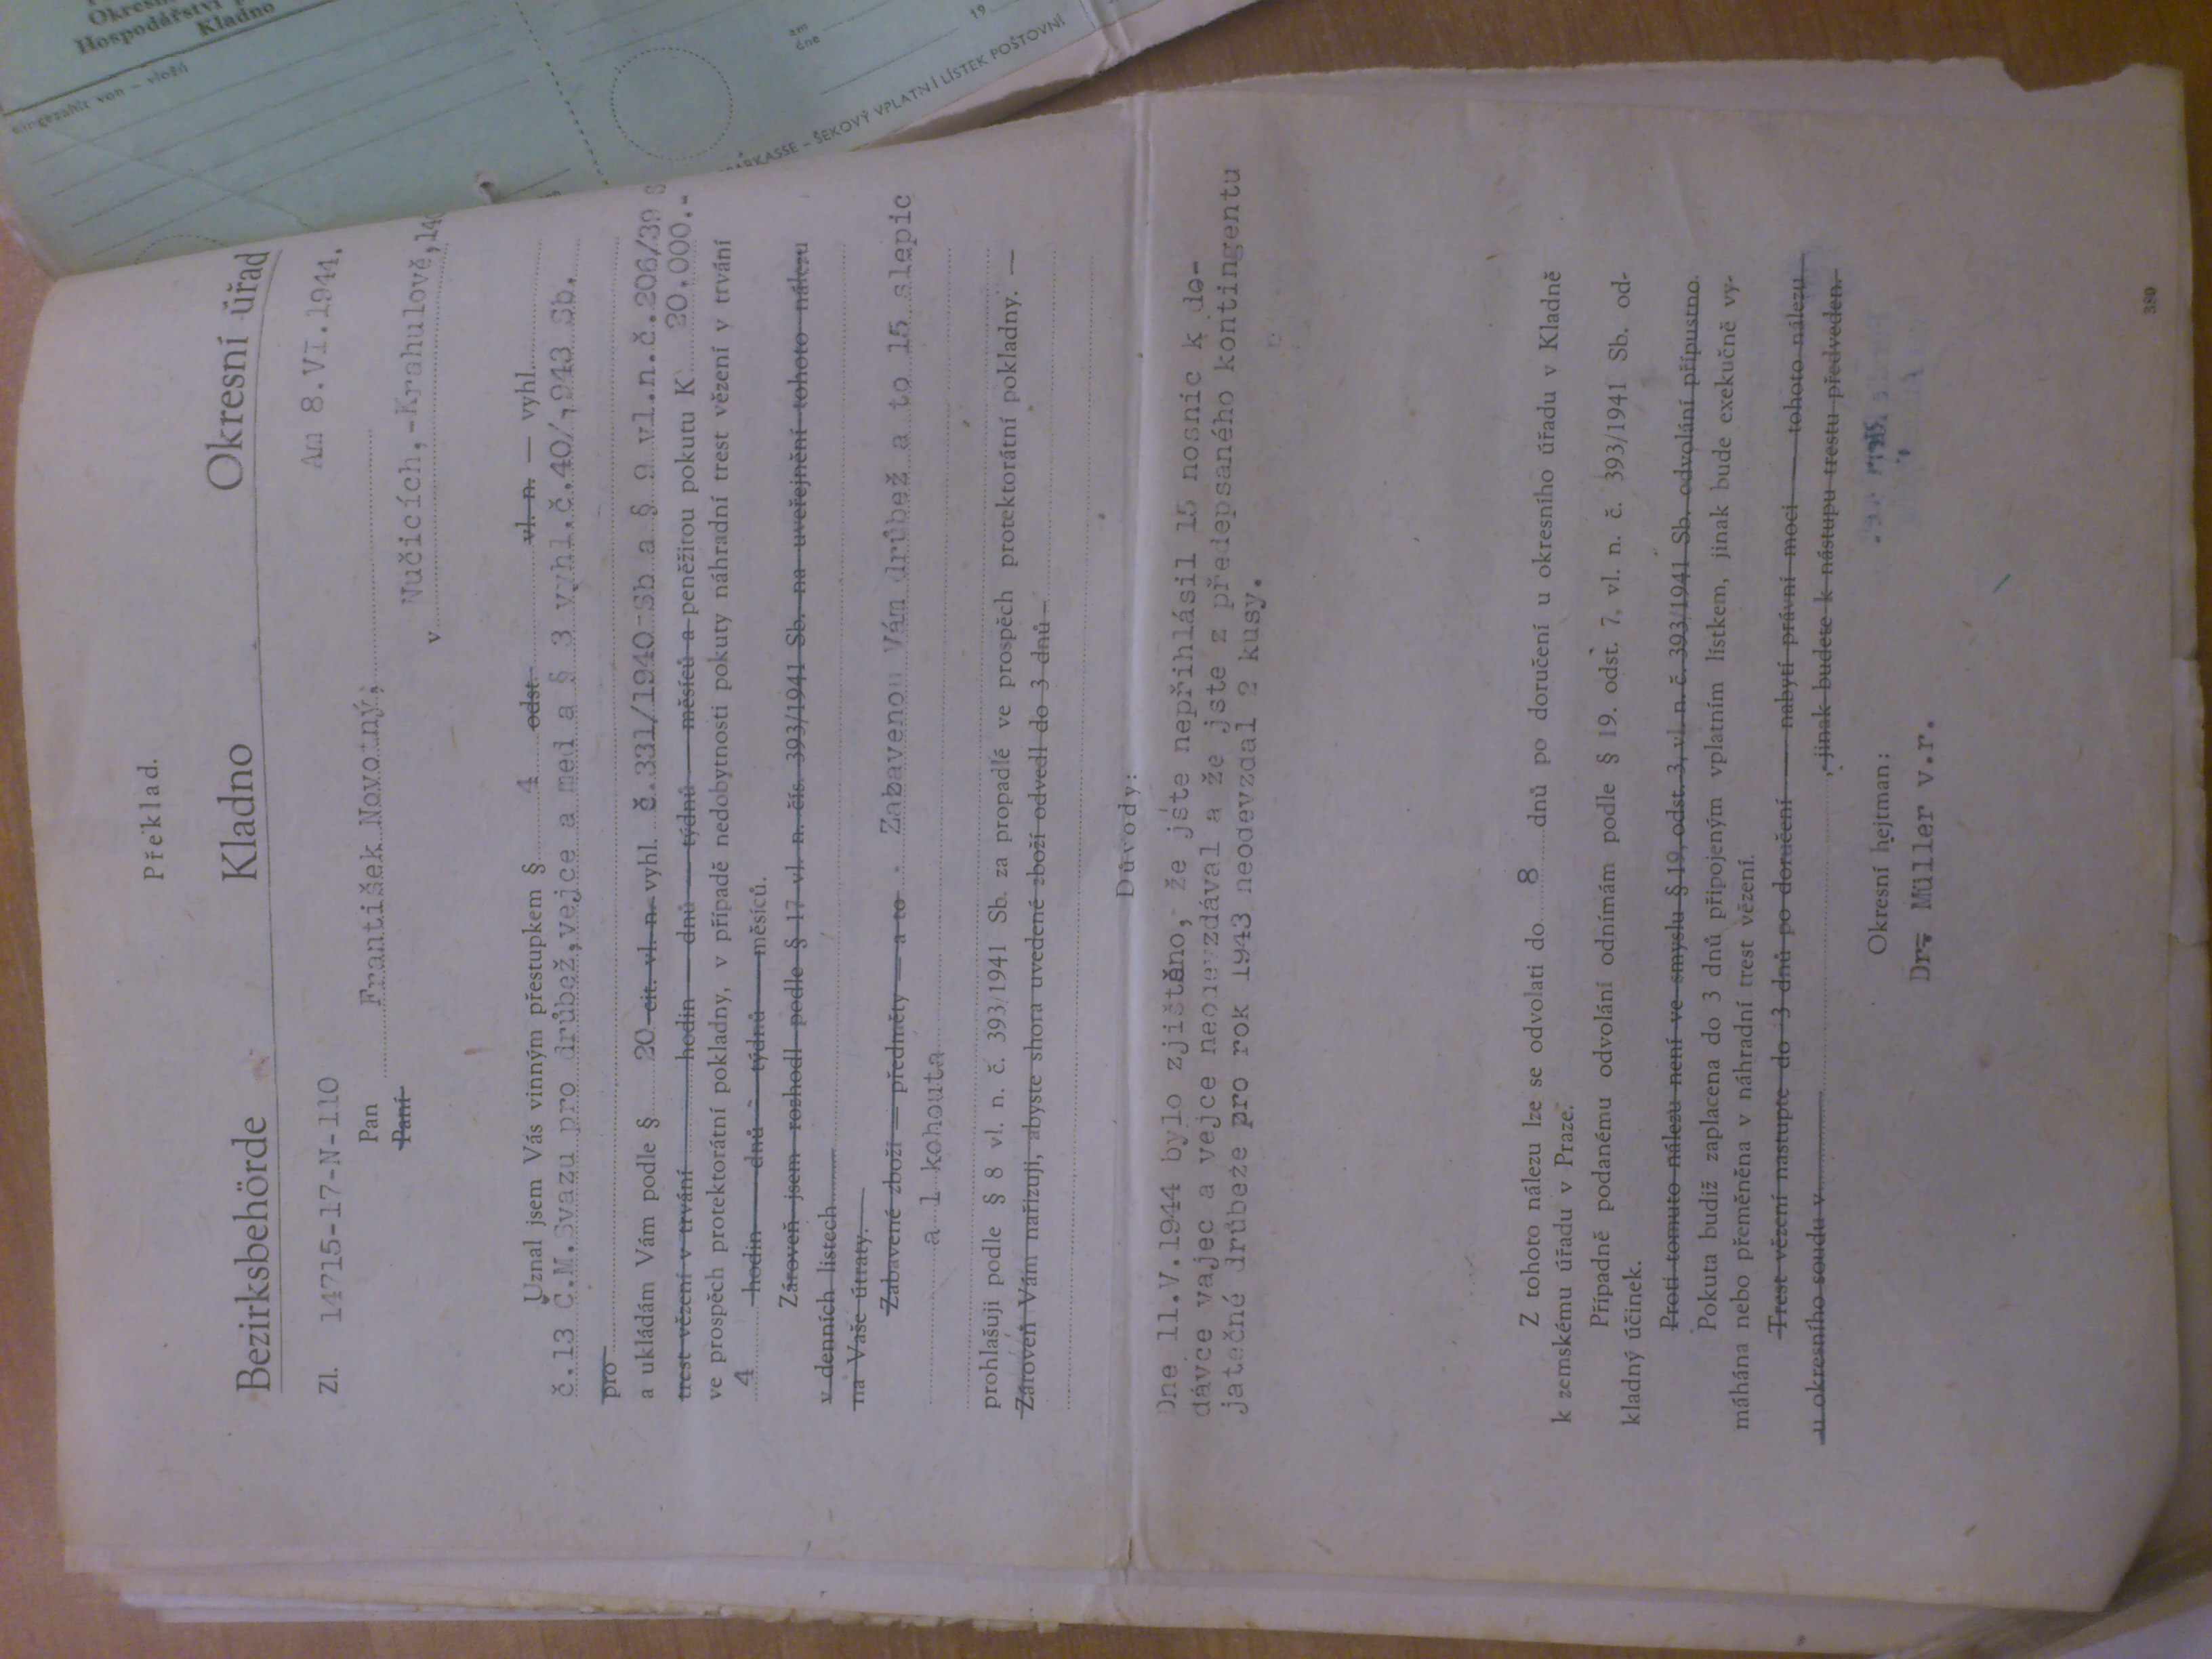 Překlad.
Bezirksbehörde Kladno Okresní úřad
Zl. 14715-17-N-110 Am 8.VI.1944.
Pan František Novotný,
Paní
v Nučicích,-Krahulově,140
Uznal jsem Vás vinným přestupkem § 4 odst. vl. n. — vyhl.
č.13 Č.M.Svazu pro drůbež,vejce a med a § 3 vyhl.č.40/1943 Sb.
pro
a ukládám Vám podle § 20 cit. vl. n. vyhl. č.331/1940 Sb a § 9 vl.n.č.206/39 S
trest vězení v trvání hodin — dnů — týdnů — měsíců a peněžitou pokutu K 20.000.-
ve prospěch protektorátní pokladny, v případě nedobytnosti pokuty náhradní trest vězení v trvání
4 hodin dnů - týdnů měsíců.
Zároveň jsem rozhodl podle § 17 vl. n. čís. 393/1941 Sb. na uveřejnění tohoto nálezu
v denních listech
na Vaše útraty.
Zabavené zboží — předměty — a to - Zabavenou Vám drůbež a to 15 slepic
a 1 kohouta
prohlašuji podle § 8 vl. n. č. 393/1941 Sb. za propadlé ve prospěch protektorátní pokladny. —
Zároveň Vám nařizuji, abyste shora uvedené zboží odvedl do 3 dnů -
Důvody:
Dne 11.V.1944 bylo zjištěno, že jste nepřihlásil 15 nosnic k do-
dávce vajec a vejce neodevzdával a že jste z předepsaného kontingentu
jatečné drůbeže pro rok 1943 neodevzdal 2 kusy.
Z tohoto nálezu lze se odvolati do 8 dnů po doručení u okresního úřadu v Kladně
k zemskému úřadu v Praze.
Případně podanému odvolání odnímám podle § 19. odst. 7. vl. n. č. 393/1941 Sb. od-
kladný účinek.
Proti tomuto nálezu není ve smyslu § 19, odst. 3, vl. n. č. 393/1941 Sb. odvolání přípustno.
Pokuta budiž zaplacena do 3 dnů připojeným vplatním lístkem, jinak bude exekučně vy-
máhána nebo přeměněna v náhradní trest vězení.
Trest vězení nastupte do 3 dnů po doručení — nabytí právní moci — tohoto nálezu
u okresního soudu v , jinak budete k nástupu trestu předveden.
Okresní hejtman:
Dr. Müller v.r.
380
eingezahlt von - vložil
Hospodářství
Kladno
am
dne
19
ŠEKOVÝ VPLATNÍ LÍSTEK POŠTOVNÍ